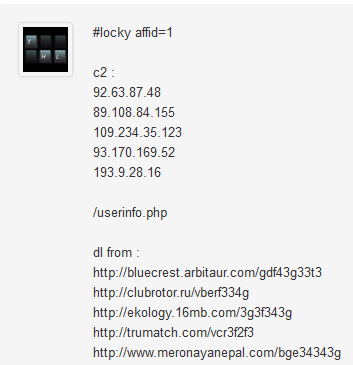 #locky affid=1
c2 :
92.63.87.48
89.108.84.155
109.234.35.123
93.170.169.52
193.9.28.16
/userinfo.php
dl from :
http://bluecrest.arbitaur.com/gdf43g33t3
http://clubrotor.ru/vberf334g
http://ekology.16mb.com/3g3f343g
http://trumatch.com/vcr3f2f3
http://www.meronayanepal.com/bge34343g
T
H L